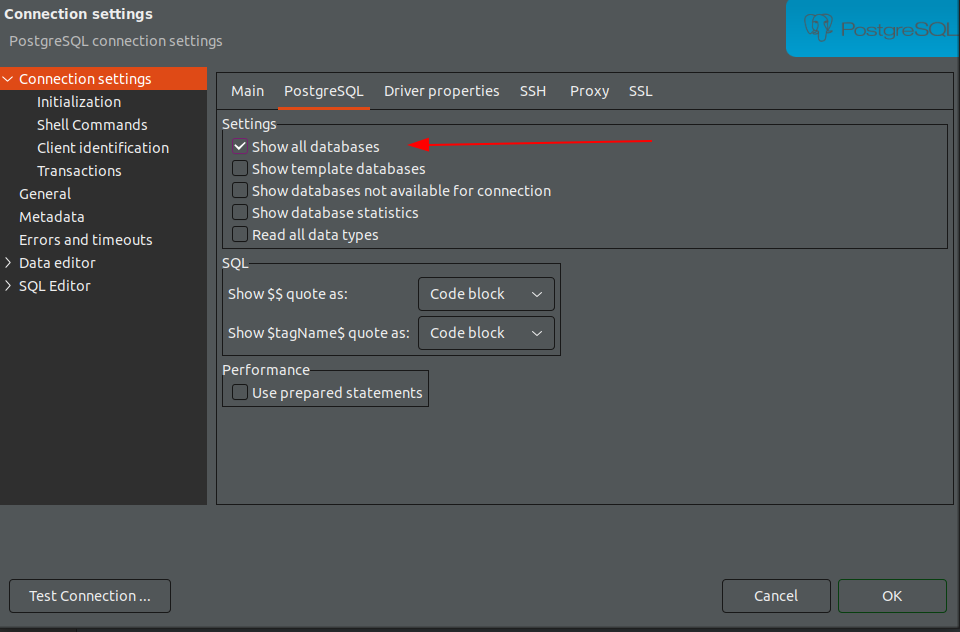 Connection settings
PostgreSQL connection settings
PostgreSQL
Connection settings
Initialization
Shell Commands
Client identification
Transactions
General
Metadata
Errors and timeouts
Data editor
SQL Editor
Main PostgreSQL Driver properties SSH Proxy SSL
Settings
Show all databases
Show template databases
Show databases not available for connection
Show database statistics
Read all data types
SQL
Show $$ quote as: Code block
Show $tagName$ quote as: Code block
Performance
Use prepared statements
Test Connection ... Cancel OK